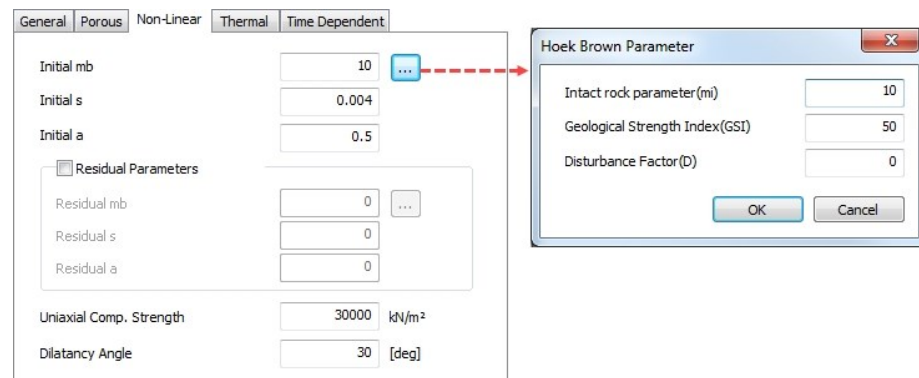 General Porous Non-Linear Thermal Time Dependent
Initial mb 10 ...
Initial s 0.004
Initial a 0.5
Residual Parameters
Residual mb 0 ...
Residual s 0
Residual a 0
Uniaxial Comp. Strength 30000 kN/m²
Dilatancy Angle 30 [deg]
Hoek Brown Parameter
Intact rock parameter(mi) 10
Geological Strength Index(GSI) 50
Disturbance Factor(D) 0
OK Cancel